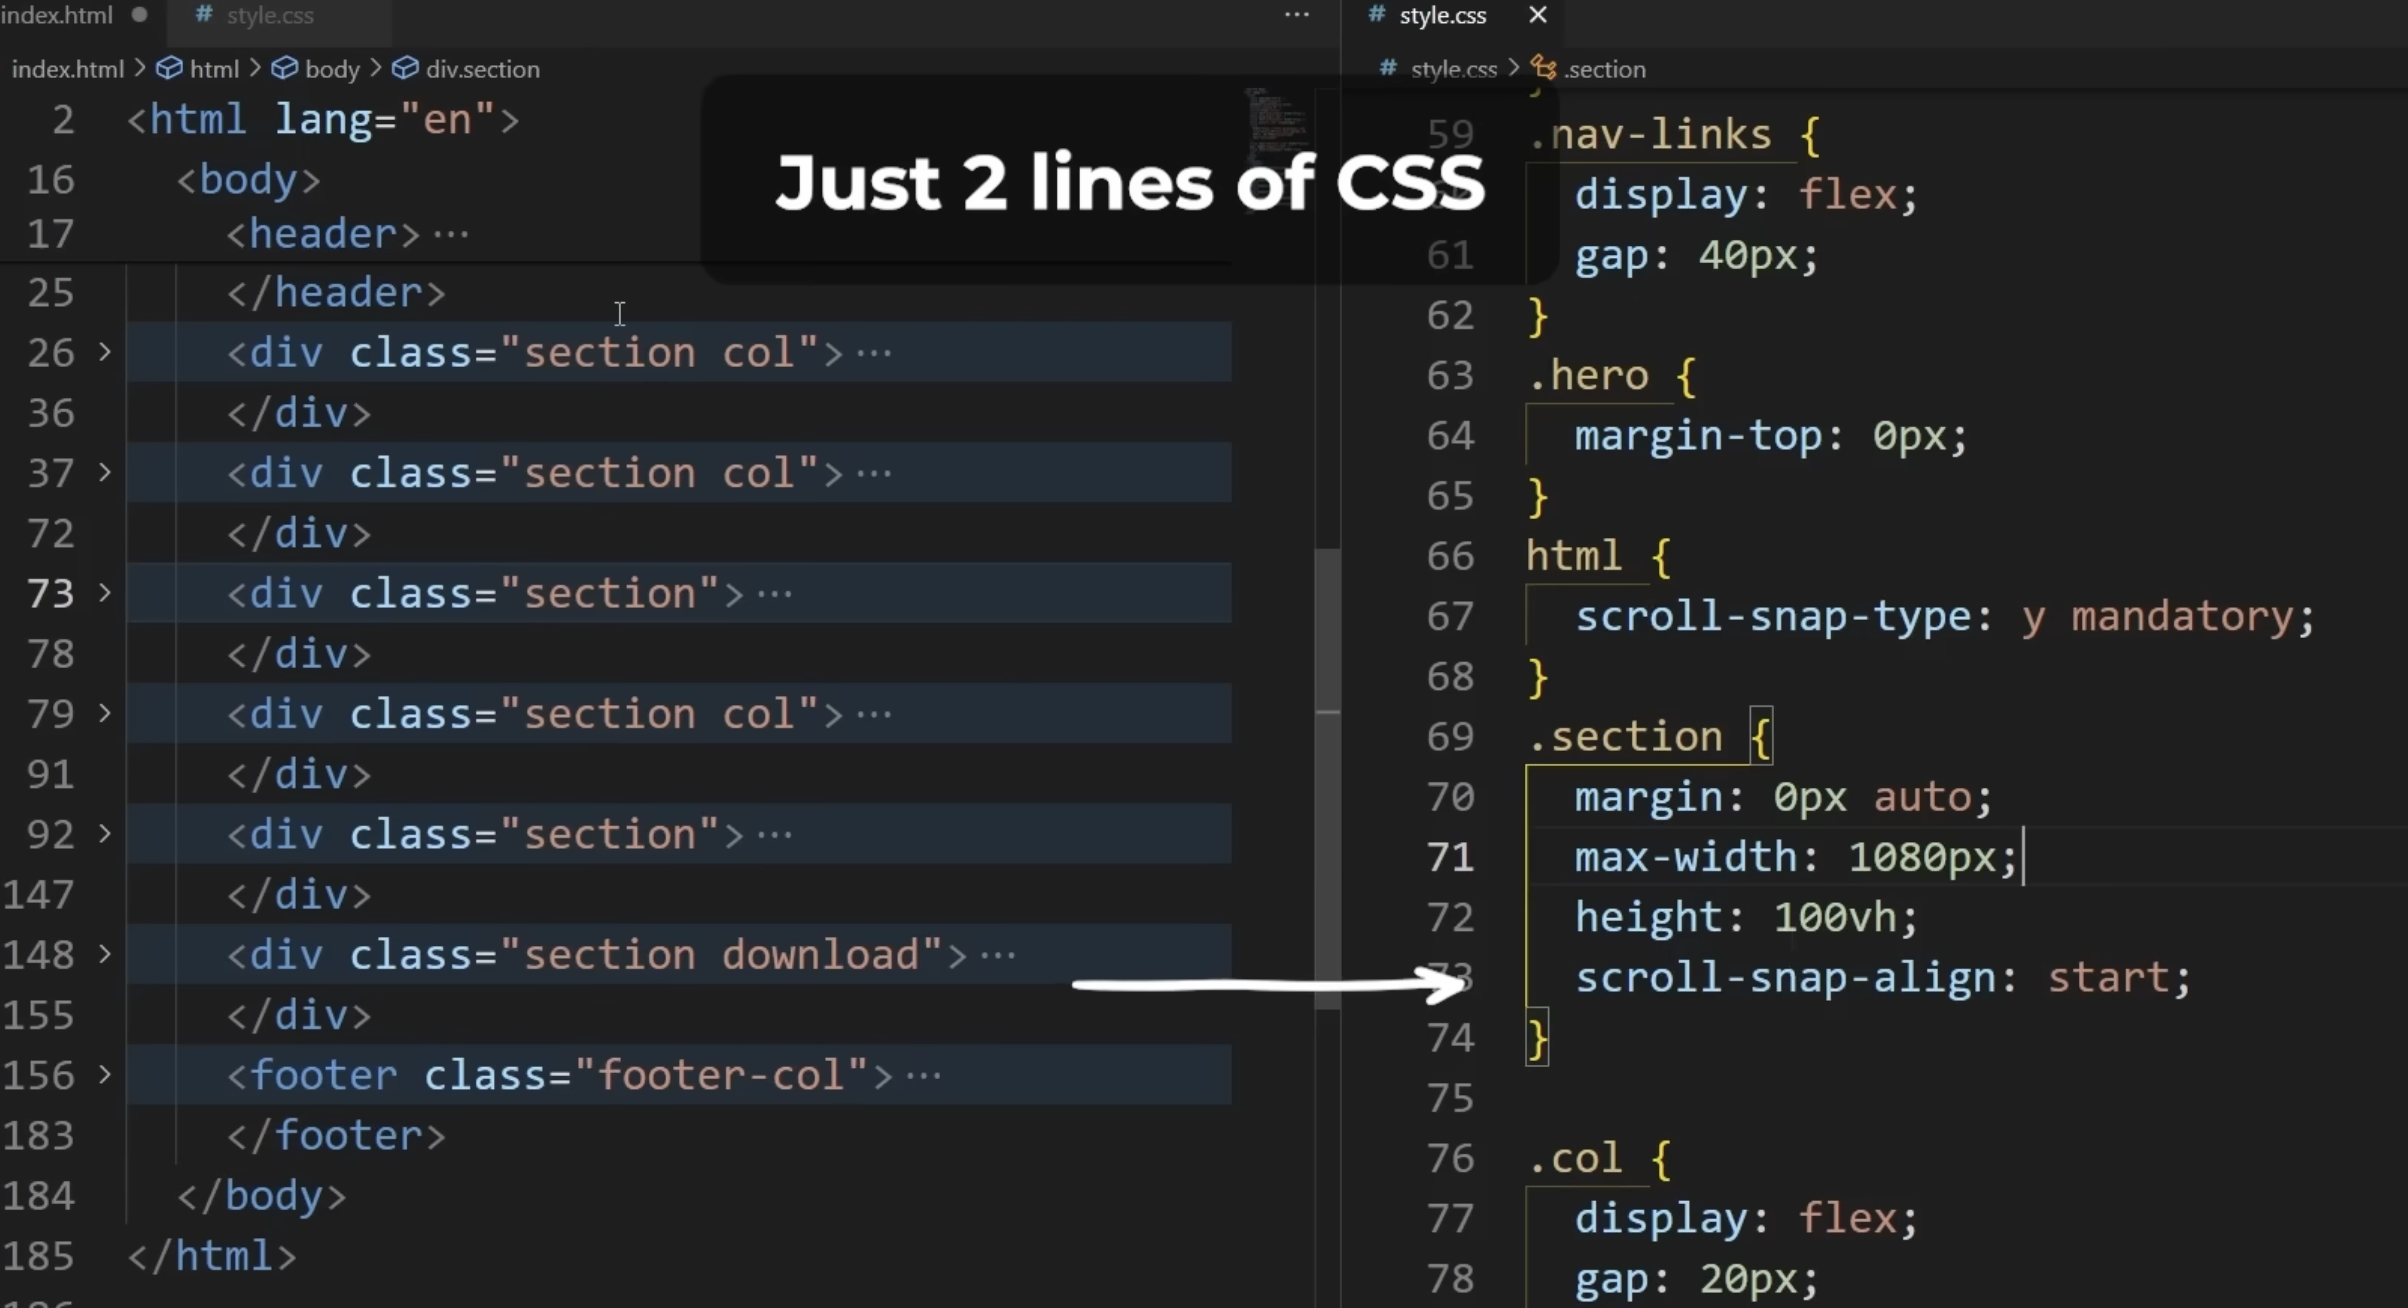 index.html
# style.css
...
index.html > html > body > div.section
2 <html lang="en">
16 <body>
17 <header> ...
25 </header>
26 > <div class="section col"> ...
36 </div>
37 > <div class="section col"> ...
72 </div>
73 > <div class="section"> ...
78 </div>
79 > <div class="section col"> ...
91 </div>
92 > <div class="section"> ...
147 </div>
148 > <div class="section download"> ...
155 </div>
156 > <footer class="footer-col"> ...
183 </footer>
184 </body>
185 </html>
Just 2 lines of CSS
# style.css ×
# style.css > .section
}
59 .nav-links {
display: flex;
61 gap: 40px;
62 }
63 .hero {
64 margin-top: 0px;
65 }
66 html {
67 scroll-snap-type: y mandatory;
68 }
69 .section {
70 margin: 0px auto;
71 max-width: 1080px;
72 height: 100vh;
73 scroll-snap-align: start;
74 }
75
76 .col {
77 display: flex;
78 gap: 20px;